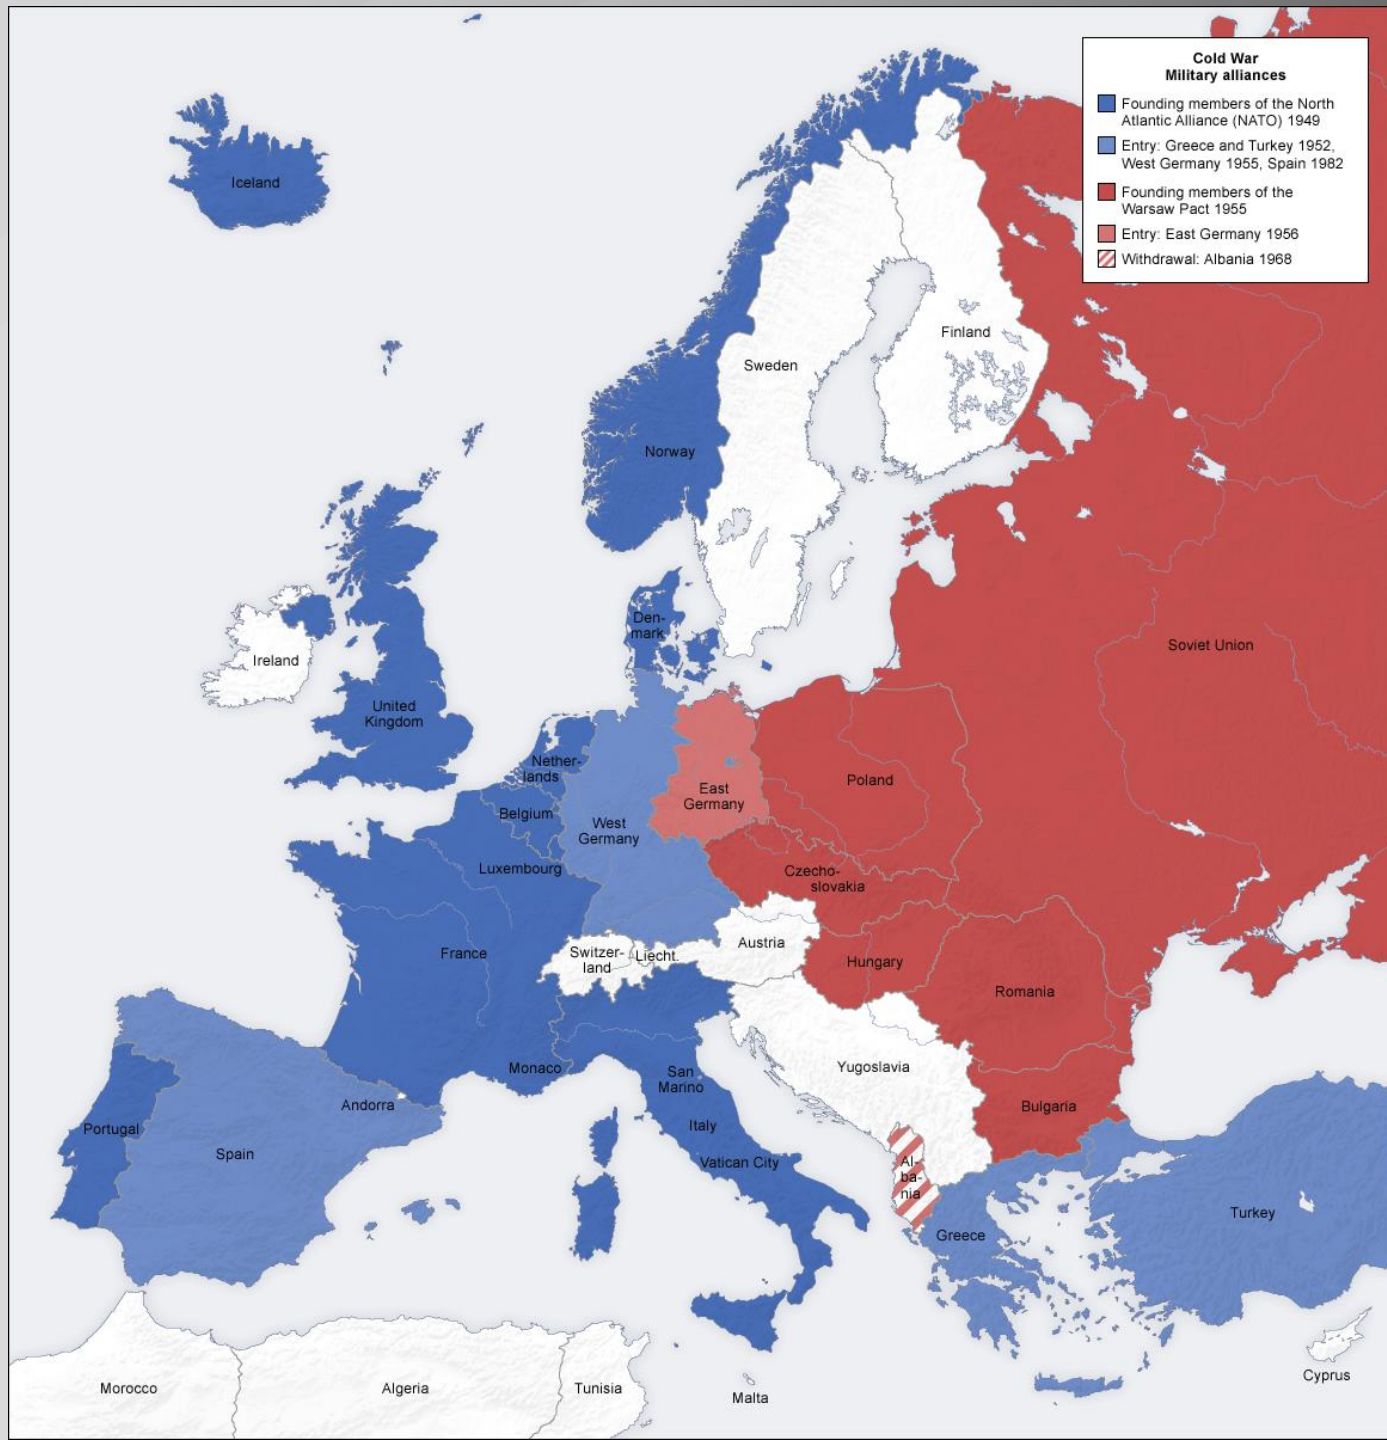 Cold War
Military alliances
Founding members of the North
Atlantic Alliance (NATO) 1949
Entry: Greece and Turkey 1952,
West Germany 1955, Spain 1982
Founding members of the
Warsaw Pact 1955
Entry: East Germany 1956
Withdrawal: Albania 1968
Iceland
Finland
Sweden
Norway
Den-
mark
Soviet Union
Ireland
United
Kingdom
Nether-
lands
Belgium
East
Germany
Poland
West
Germany
Luxembourg
Czecho-
slovakia
France
Switzer-
land
Liecht.
Austria
Hungary
Romania
Monaco
San
Marino
Yugoslavia
Andorra
Bulgaria
Portugal
Spain
Italy
Vatican City
Al-
ba-
nia
Greece
Turkey
Morocco
Algeria
Tunisia
Malta
Cyprus